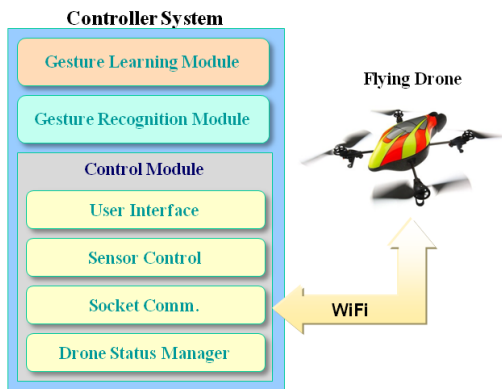 Controller System
Gesture Learning Module
Gesture Recognition Module
Control Module
User Interface
Sensor Control
Socket Comm.
Drone Status Manager
Flying Drone
WiFi